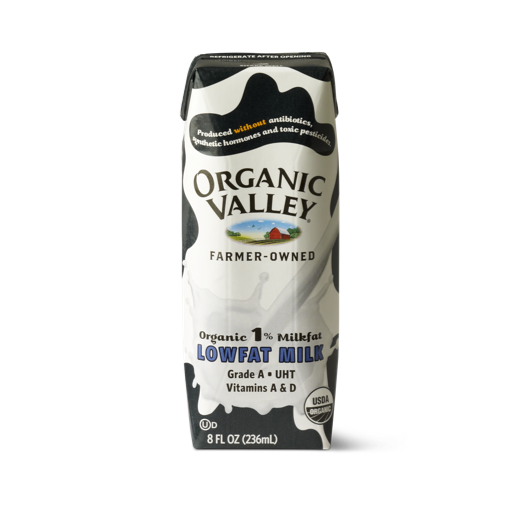 REFRIGERATE AFTER OPENING
Produced without antibiotics,
synthetic hormones and toxic pesticides.
ORGANIC
VALLEY®
FARMER-OWNED
Organic 1% Milkfat
LOWFAT MILK
Grade A • UHT
Vitamins A & D
USDA
ORGANIC
U D
8 FL OZ (236mL)